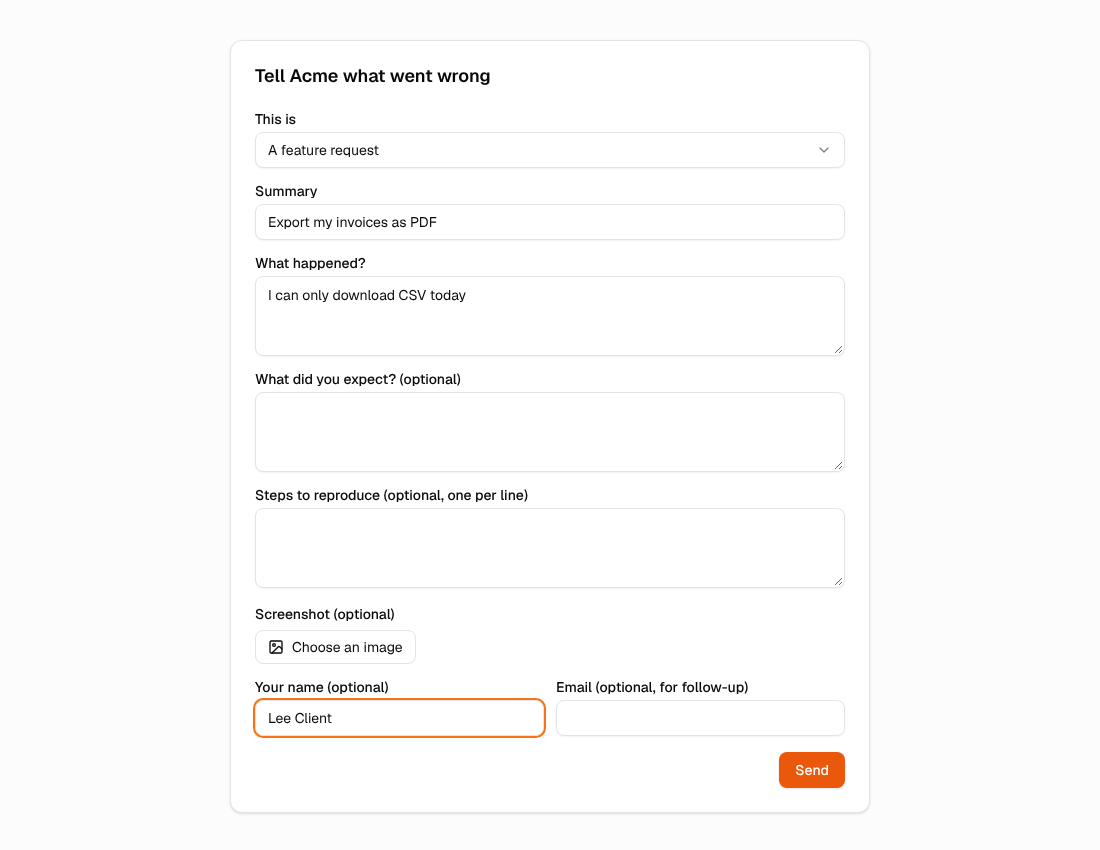 Tell Acme what went wrong
This is
A feature request
Summary
Export my invoices as PDF
What happened?
I can only download CSV today
What did you expect? (optional)
Steps to reproduce (optional, one per line)
Screenshot (optional)
Choose an image
Your name (optional)
Email (optional, for follow-up)
Lee Client
Send